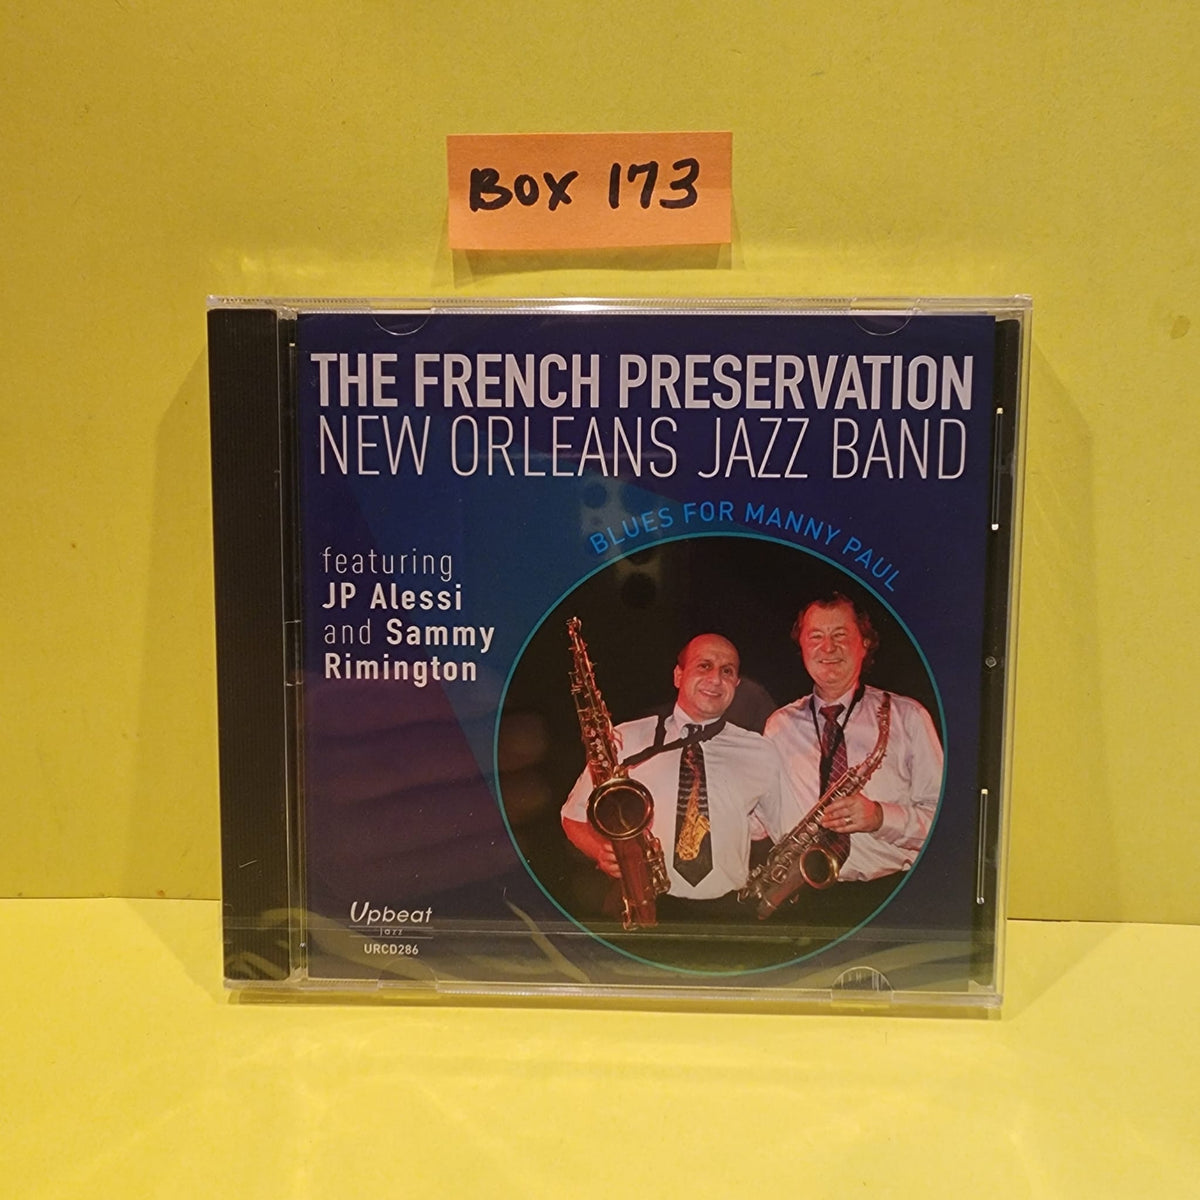 BOX 173
THE FRENCH PRESERVATION
NEW ORLEANS JAZZ BAND
BLUES FOR MANNY PAUL
featuring
JP Alessi
and Sammy
Rimington
Upbeat
jazz
URCD286